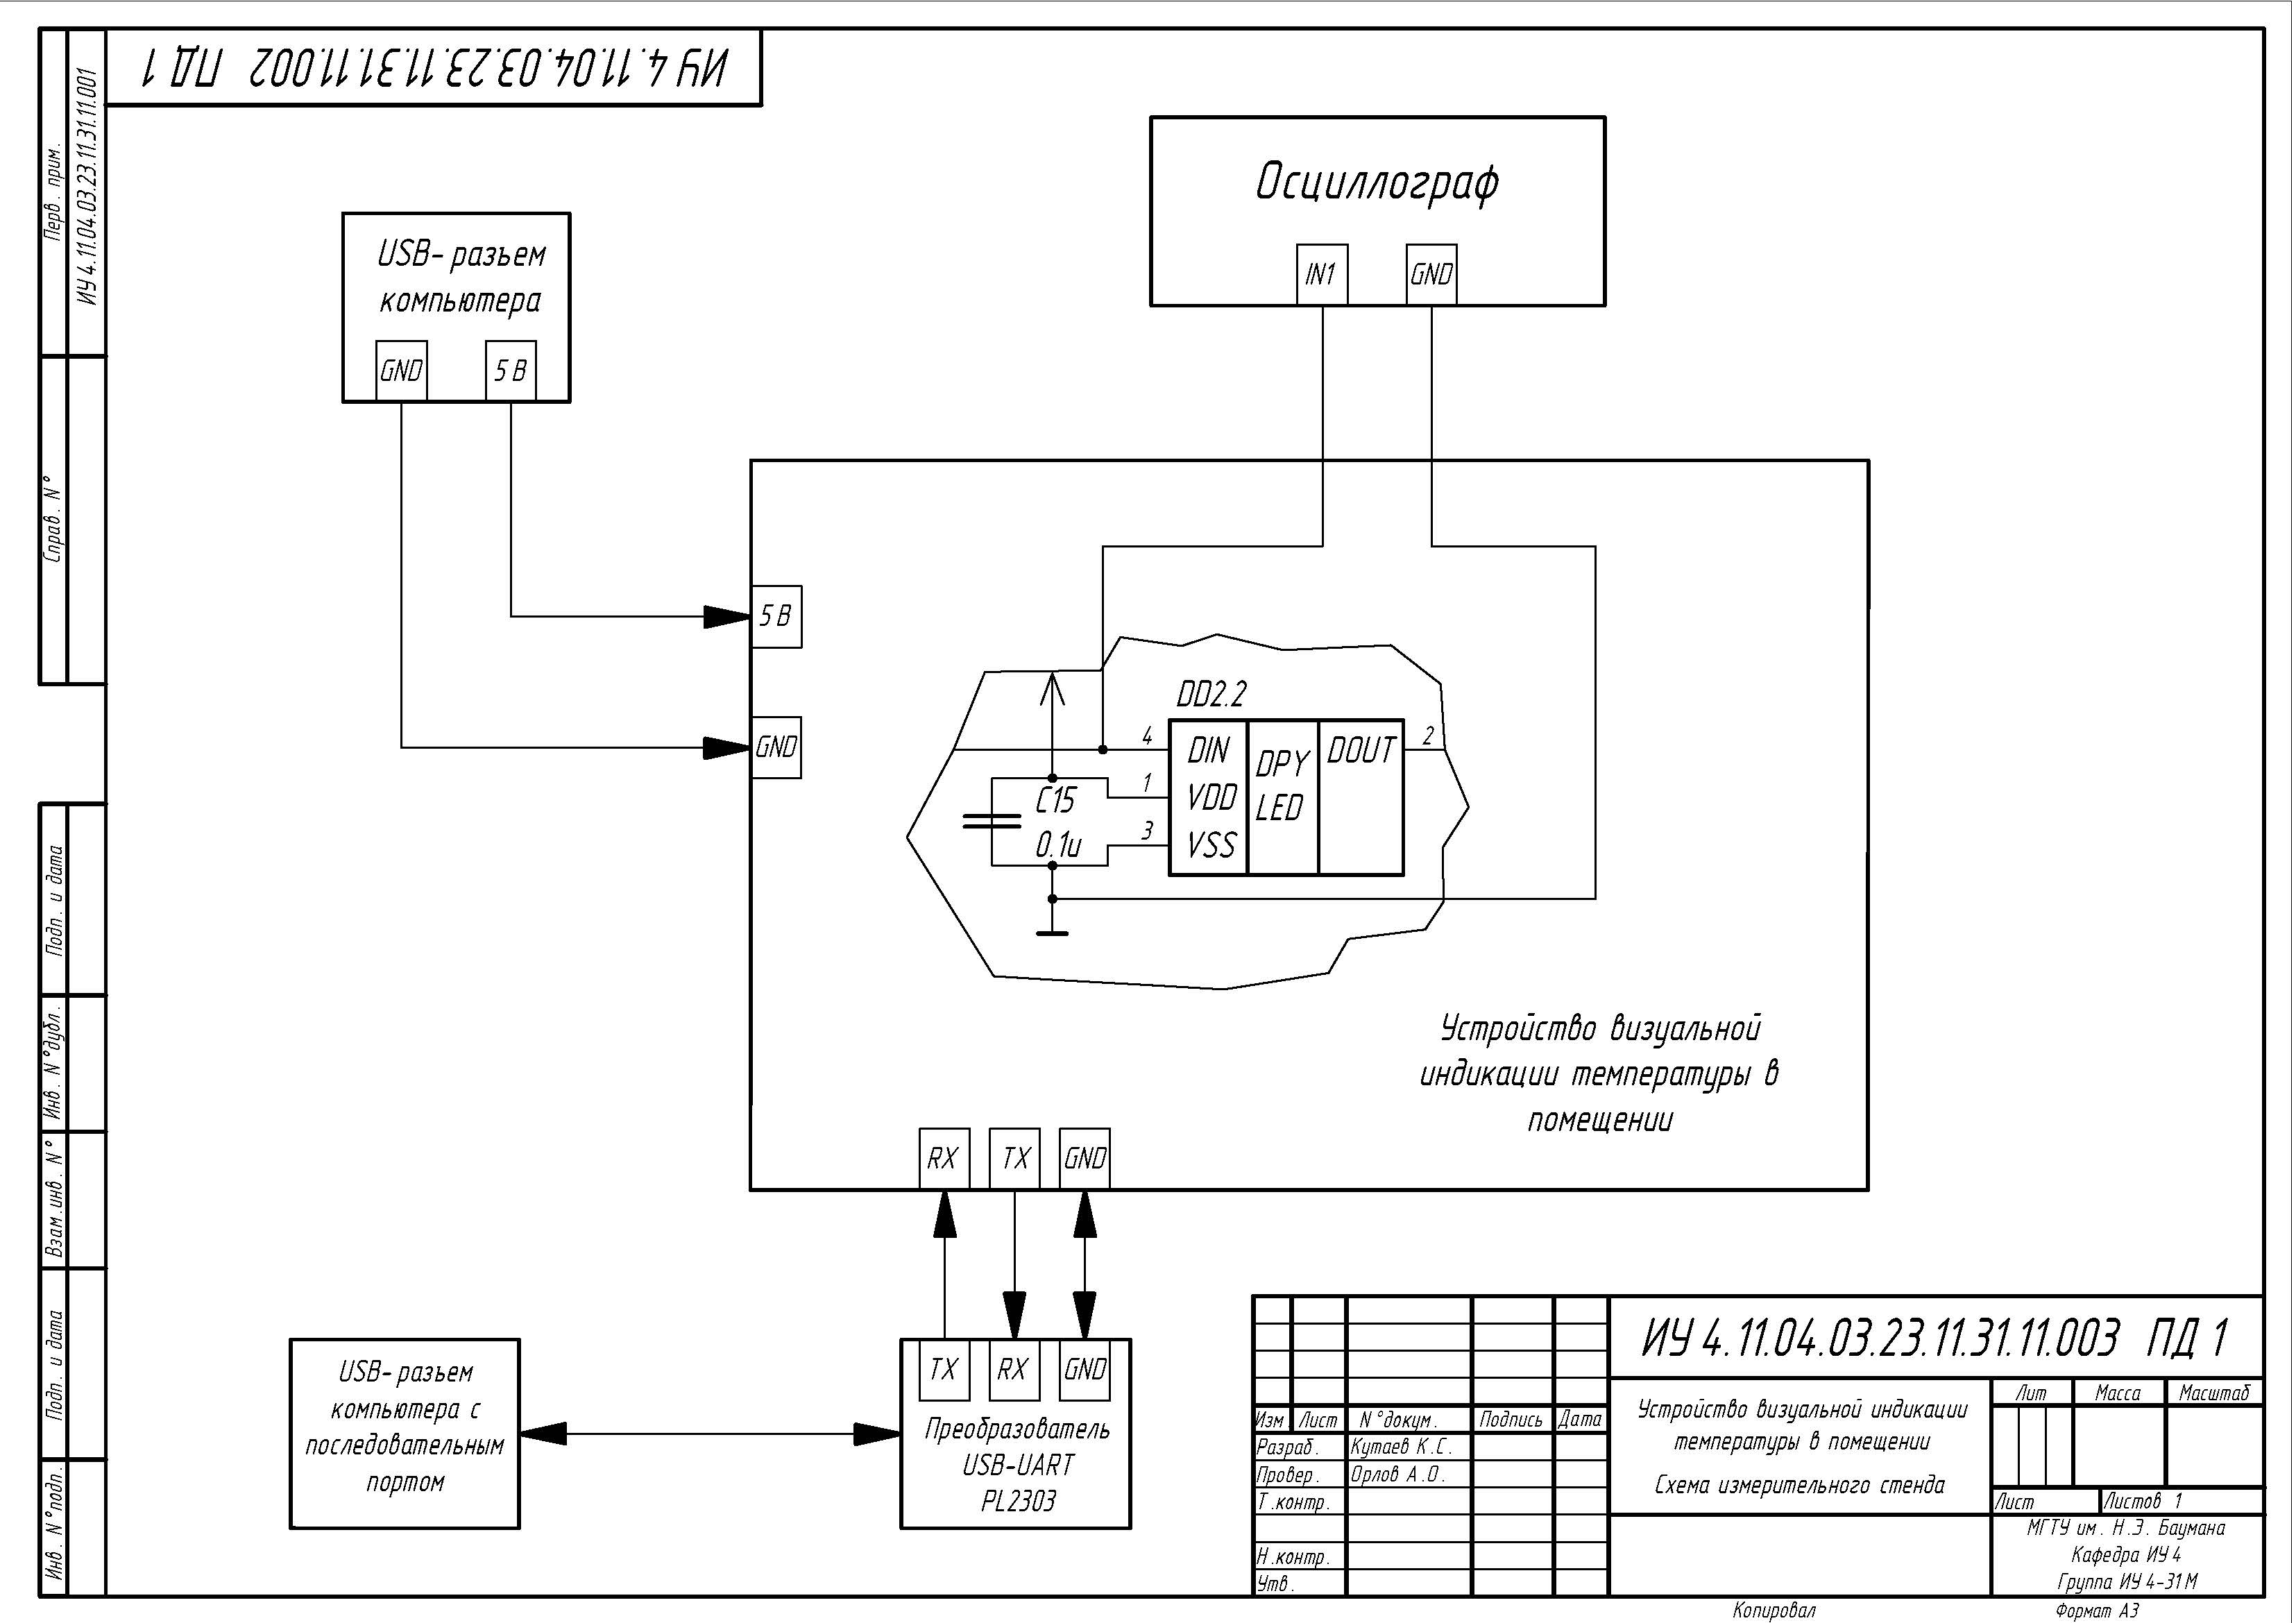 ИУ 4.11.04.03.23.11.31.11.002 ПД 1
Перв. прим.
ИУ 4.11.04.03.23.11.31.11.001
Справ. N°
Подп. и дата
Инв. N°дубл.
Взам.инв. N°
Подп. и дата
Инв. N°подл.
Осциллограф
IN1
GND
USB-разьем
компьютера
GND
5 В
5 В
GND
DD2.2
4
DIN
DPY
DOUT
2
1
VDD
LED
3
VSS
C15
0.1u
Устройство визуальной
индикации температуры в
помещении
RX
TX
GND
USB-разьем
компьютера с
последовательным
портом
TX
RX
GND
Преобразователь
USB-UART
PL2303
ИУ 4.11.04.03.23.11.31.11.003 ПД 1
Устройство визуальной индикации
температуры в помещении
Схема измерительного стенда
Лит
Масса
Масштаб
Изм.
Лист
N°докум.
Подпись
Дата
Разраб.
Кутаев К.С.
Провер.
Орлов А.О.
Т.контр.
Н.контр.
Утв.
Лист
Листов 1
МГТУ им. Н.Э. Баумана
Кафедра ИУ 4
Группа ИУ 4-31М
Копировал
Формат А3